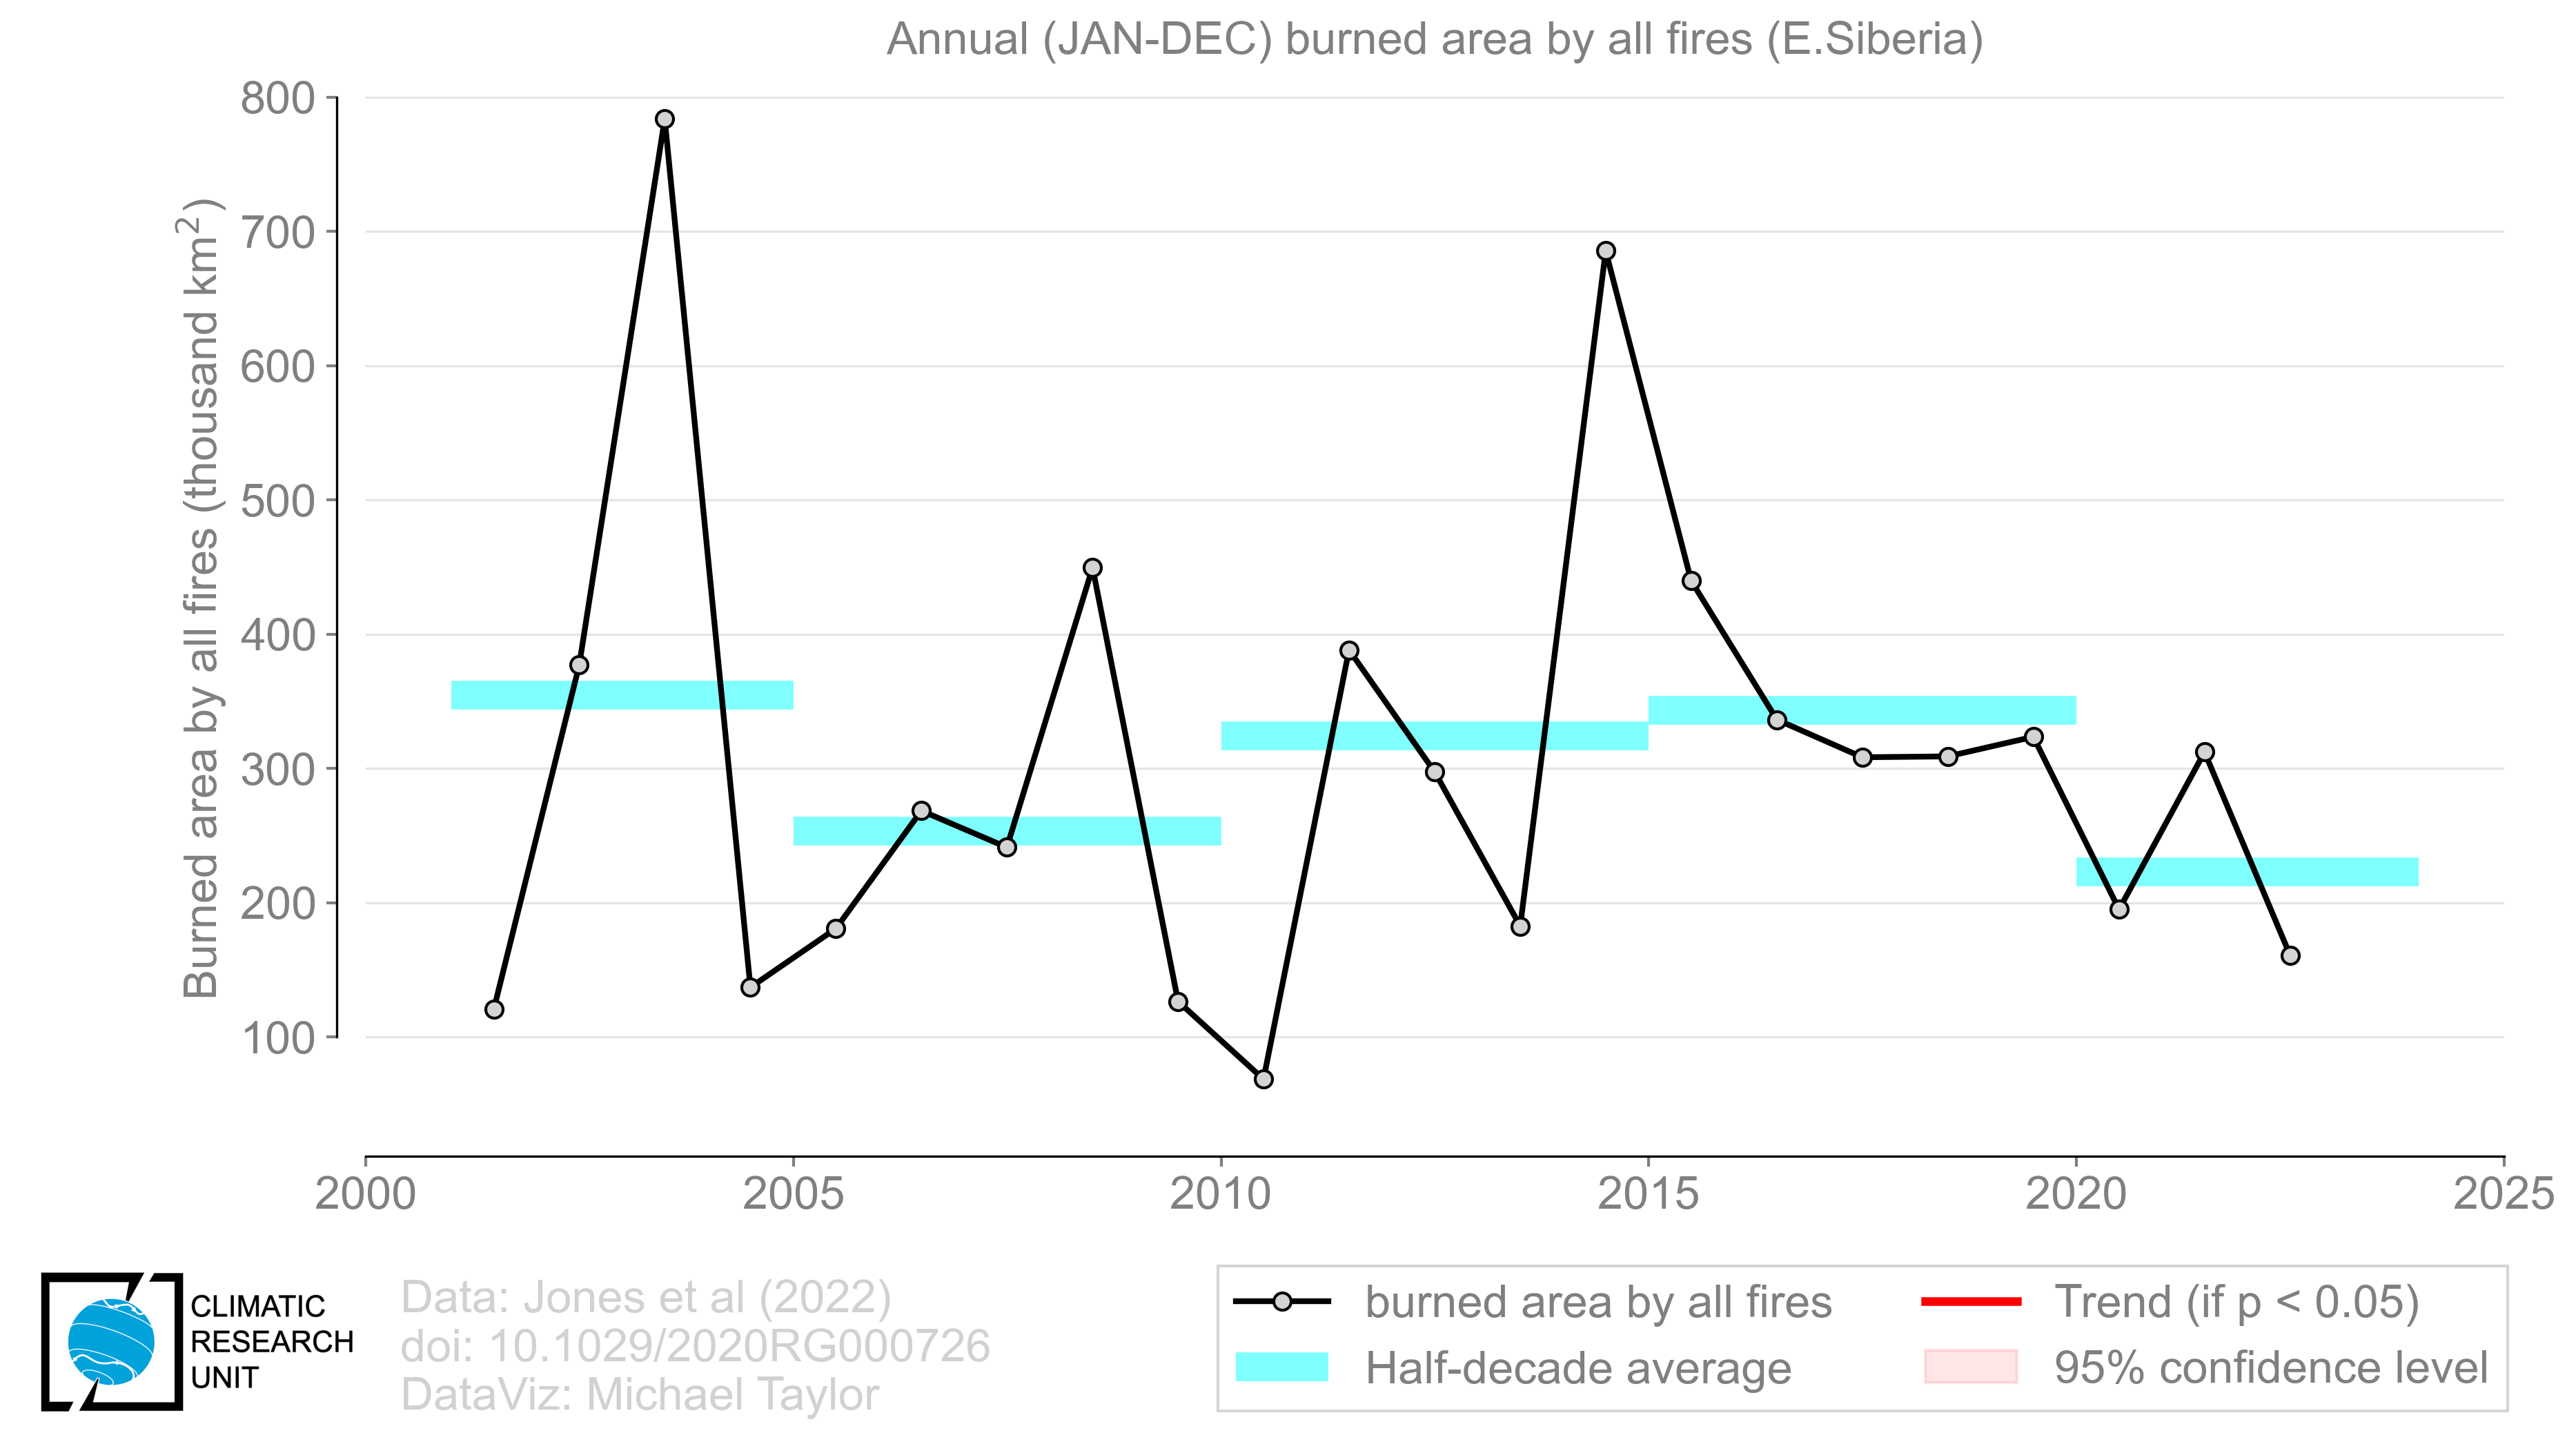 Annual (JAN-DEC) burned area by all fires (E.Siberia)
Burned area by all fires (thousand km²)
800
700
600
500
400
300
200
100
2000 2005 2010 2015 2020 2025
CLIMATIC
RESEARCH
UNIT
Data: Jones et al (2022)
doi: 10.1029/2020RG000726
DataViz: Michael Taylor
burned area by all fires
Half-decade average
Trend (if p < 0.05)
95% confidence level